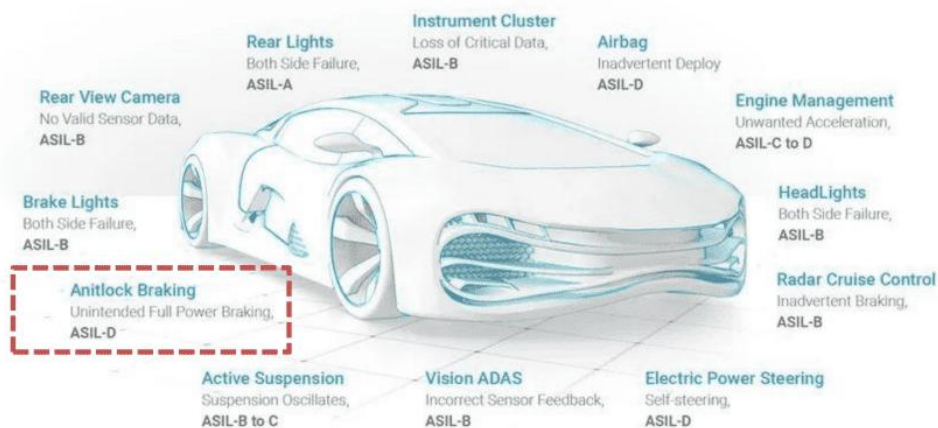 Instrument Cluster
Loss of Critical Data,
ASIL-B
Rear Lights
Both Side Failure,
ASIL-A
Airbag
Inadvertent Deploy
ASIL-D
Rear View Camera
No Valid Sensor Data,
ASIL-B
Engine Management
Unwanted Acceleration,
ASIL-C to D
Brake Lights
Both Side Failure,
ASIL-B
HeadLights
Both Side Failure,
ASIL-B
Anitlock Braking
Unintended Full Power Braking,
ASIL-D
Radar Cruise Control
Inadvertent Braking,
ASIL-B
Active Suspension
Suspension Oscillates,
ASIL-B to C
Vision ADAS
Incorrect Sensor Feedback,
ASIL-B
Electric Power Steering
Self-steering,
ASIL-D